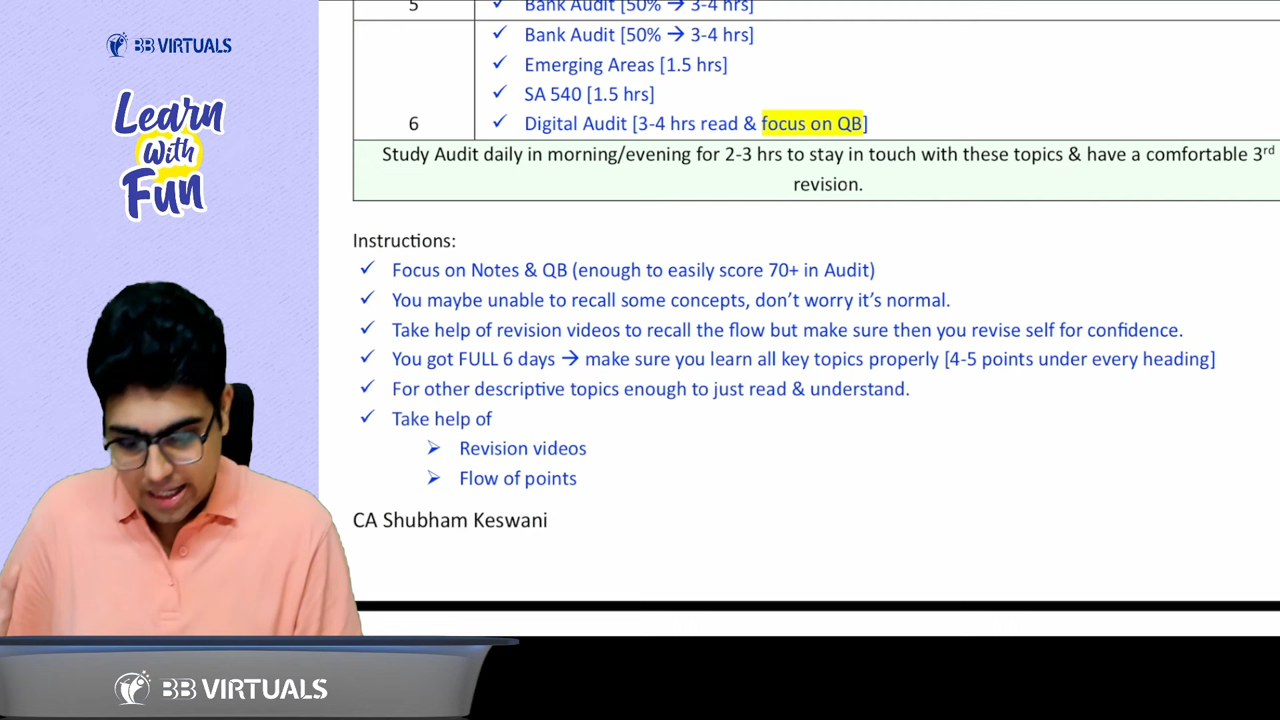 BB VIRTUALS
Learn
With
Fun
5
✓ Bank Audit [50% → 3-4 hrs]
✓ Bank Audit [50% → 3-4 hrs]
✓ Emerging Areas [1.5 hrs]
✓ SA 540 [1.5 hrs]
6
✓ Digital Audit [3-4 hrs read & focus on QB]
Study Audit daily in morning/evening for 2-3 hrs to stay in touch with these topics & have a comfortable 3rd
revision.
Instructions:
✓ Focus on Notes & QB (enough to easily score 70+ in Audit)
✓ You maybe unable to recall some concepts, don’t worry it’s normal.
✓ Take help of revision videos to recall the flow but make sure then you revise self for confidence.
✓ You got FULL 6 days → make sure you learn all key topics properly [4-5 points under every heading]
✓ For other descriptive topics enough to just read & understand.
✓ Take help of
➢ Revision videos
➢ Flow of points
CA Shubham Keswani
BB VIRTUALS